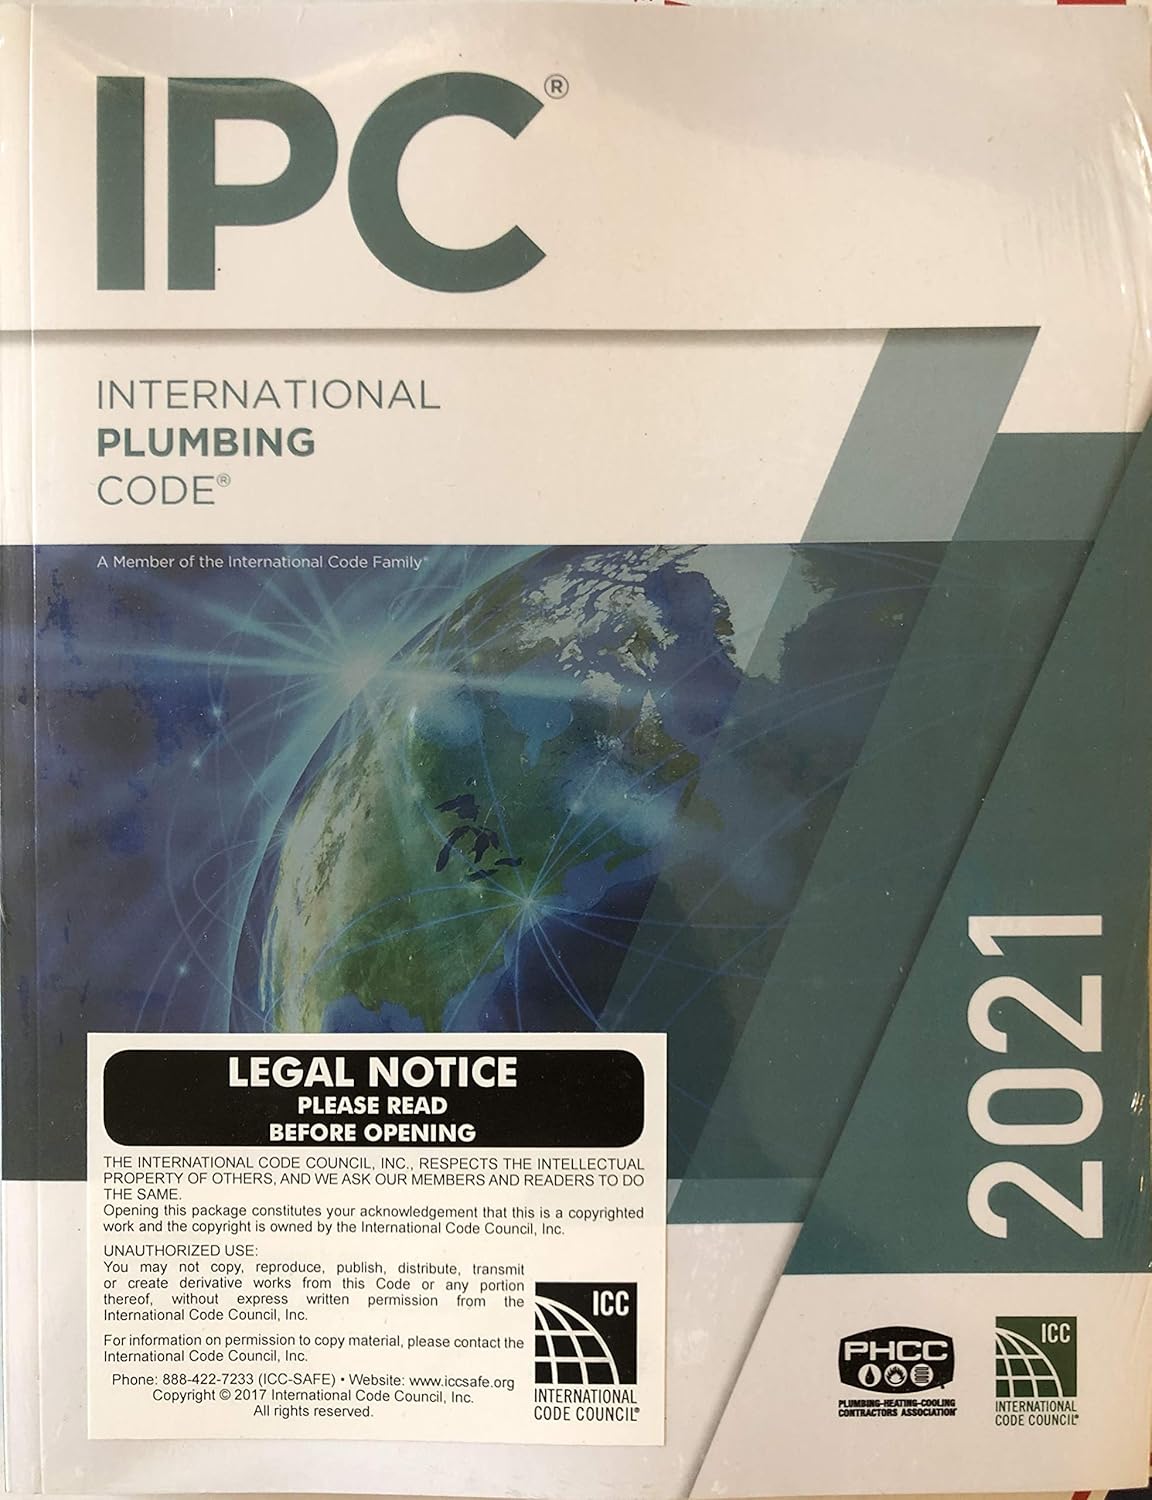 IPC®
INTERNATIONAL
PLUMBING
CODE®
A Member of the International Code Family®
2021
LEGAL NOTICE
PLEASE READ
BEFORE OPENING
THE INTERNATIONAL CODE COUNCIL, INC., RESPECTS THE INTELLECTUAL
PROPERTY OF OTHERS, AND WE ASK OUR MEMBERS AND READERS TO DO
THE SAME.
Opening this package constitutes your acknowledgement that this is a copyrighted
work and the copyright is owned by the International Code Council, Inc.
UNAUTHORIZED USE:
You may not copy, reproduce, publish, distribute, transmit
or create derivative works from this Code or any portion
thereof, without express written permission from the
International Code Council, Inc.
For information on permission to copy material, please contact the
International Code Council, Inc.
Phone: 888-422-7233 (ICC-SAFE) • Website: www.iccsafe.org
Copyright © 2017 International Code Council, Inc.
All rights reserved.
ICC
INTERNATIONAL
CODE COUNCIL®
PHCC
PLUMBING-HEATING-COOLING
CONTRACTORS ASSOCIATION
ICC
INTERNATIONAL
CODE COUNCIL®